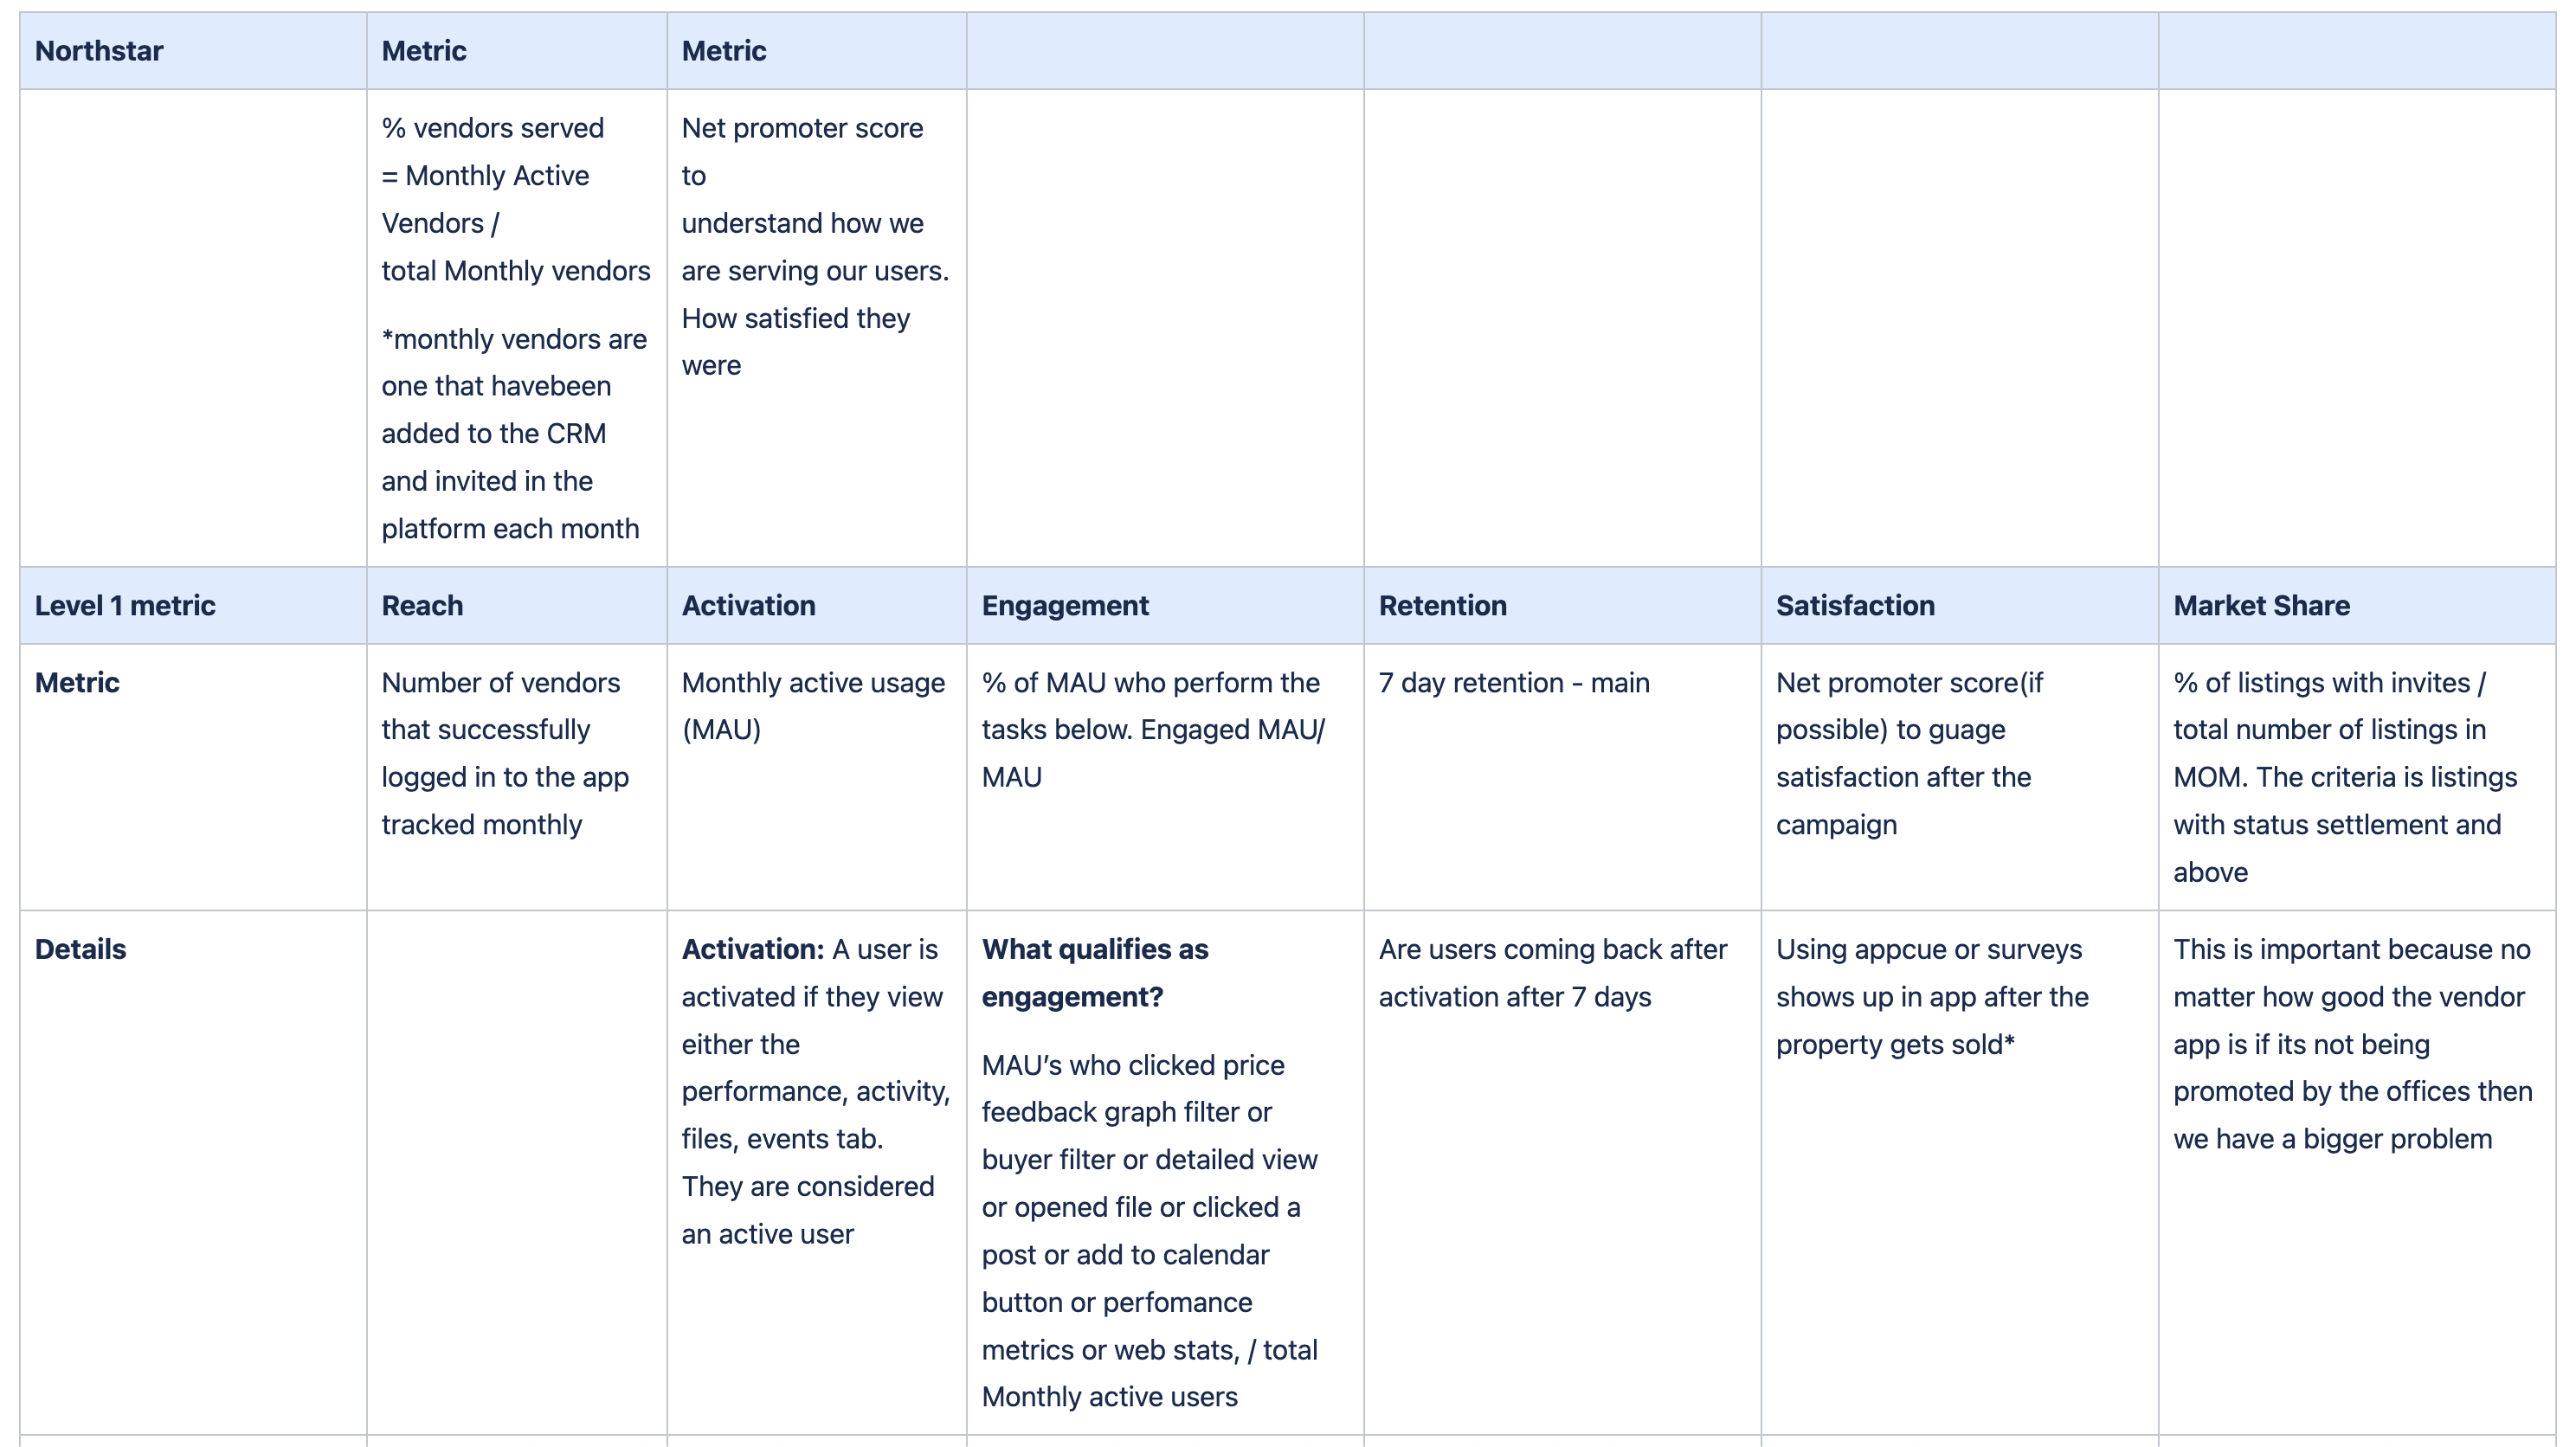 Northstar
Metric
Metric
% vendors served
= Monthly Active
Vendors /
total Monthly vendors
*monthly vendors are
one that havebeen
added to the CRM
and invited in the
platform each month
Net promoter score
to
understand how we
are serving our users.
How satisfied they
were
Level 1 metric
Reach
Activation
Engagement
Retention
Satisfaction
Market Share
Metric
Number of vendors
that successfully
logged in to the app
tracked monthly
Monthly active usage
(MAU)
% of MAU who perform the
tasks below. Engaged MAU/
MAU
7 day retention - main
Net promoter score(if
possible) to guage
satisfaction after the
campaign
% of listings with invites /
total number of listings in
MOM. The criteria is listings
with status settlement and
above
Details
Activation: A user is
activated if they view
either the
performance, activity,
files, events tab.
They are considered
an active user
What qualifies as
engagement?
MAU’s who clicked price
feedback graph filter or
buyer filter or detailed view
or opened file or clicked a
post or add to calendar
button or perfomance
metrics or web stats, / total
Monthly active users
Are users coming back after
activation after 7 days
Using appcue or surveys
shows up in app after the
property gets sold*
This is important because no
matter how good the vendor
app is if its not being
promoted by the offices then
we have a bigger problem